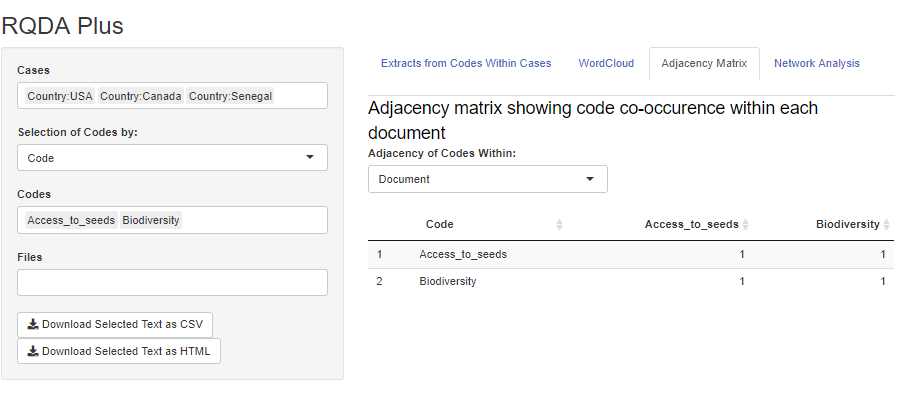 RQDA Plus
Cases
Country:USA Country:Canada Country:Senegal
Selection of Codes by:
Code
Codes
Access_to_seeds Biodiversity
Files
Download Selected Text as CSV
Download Selected Text as HTML
Extracts from Codes Within Cases WordCloud Adjacency Matrix Network Analysis
Adjacency matrix showing code co-occurence within each
document
Adjacency of Codes Within:
Document
Code Access_to_seeds Biodiversity
1 Access_to_seeds 1 1
2 Biodiversity 1 1